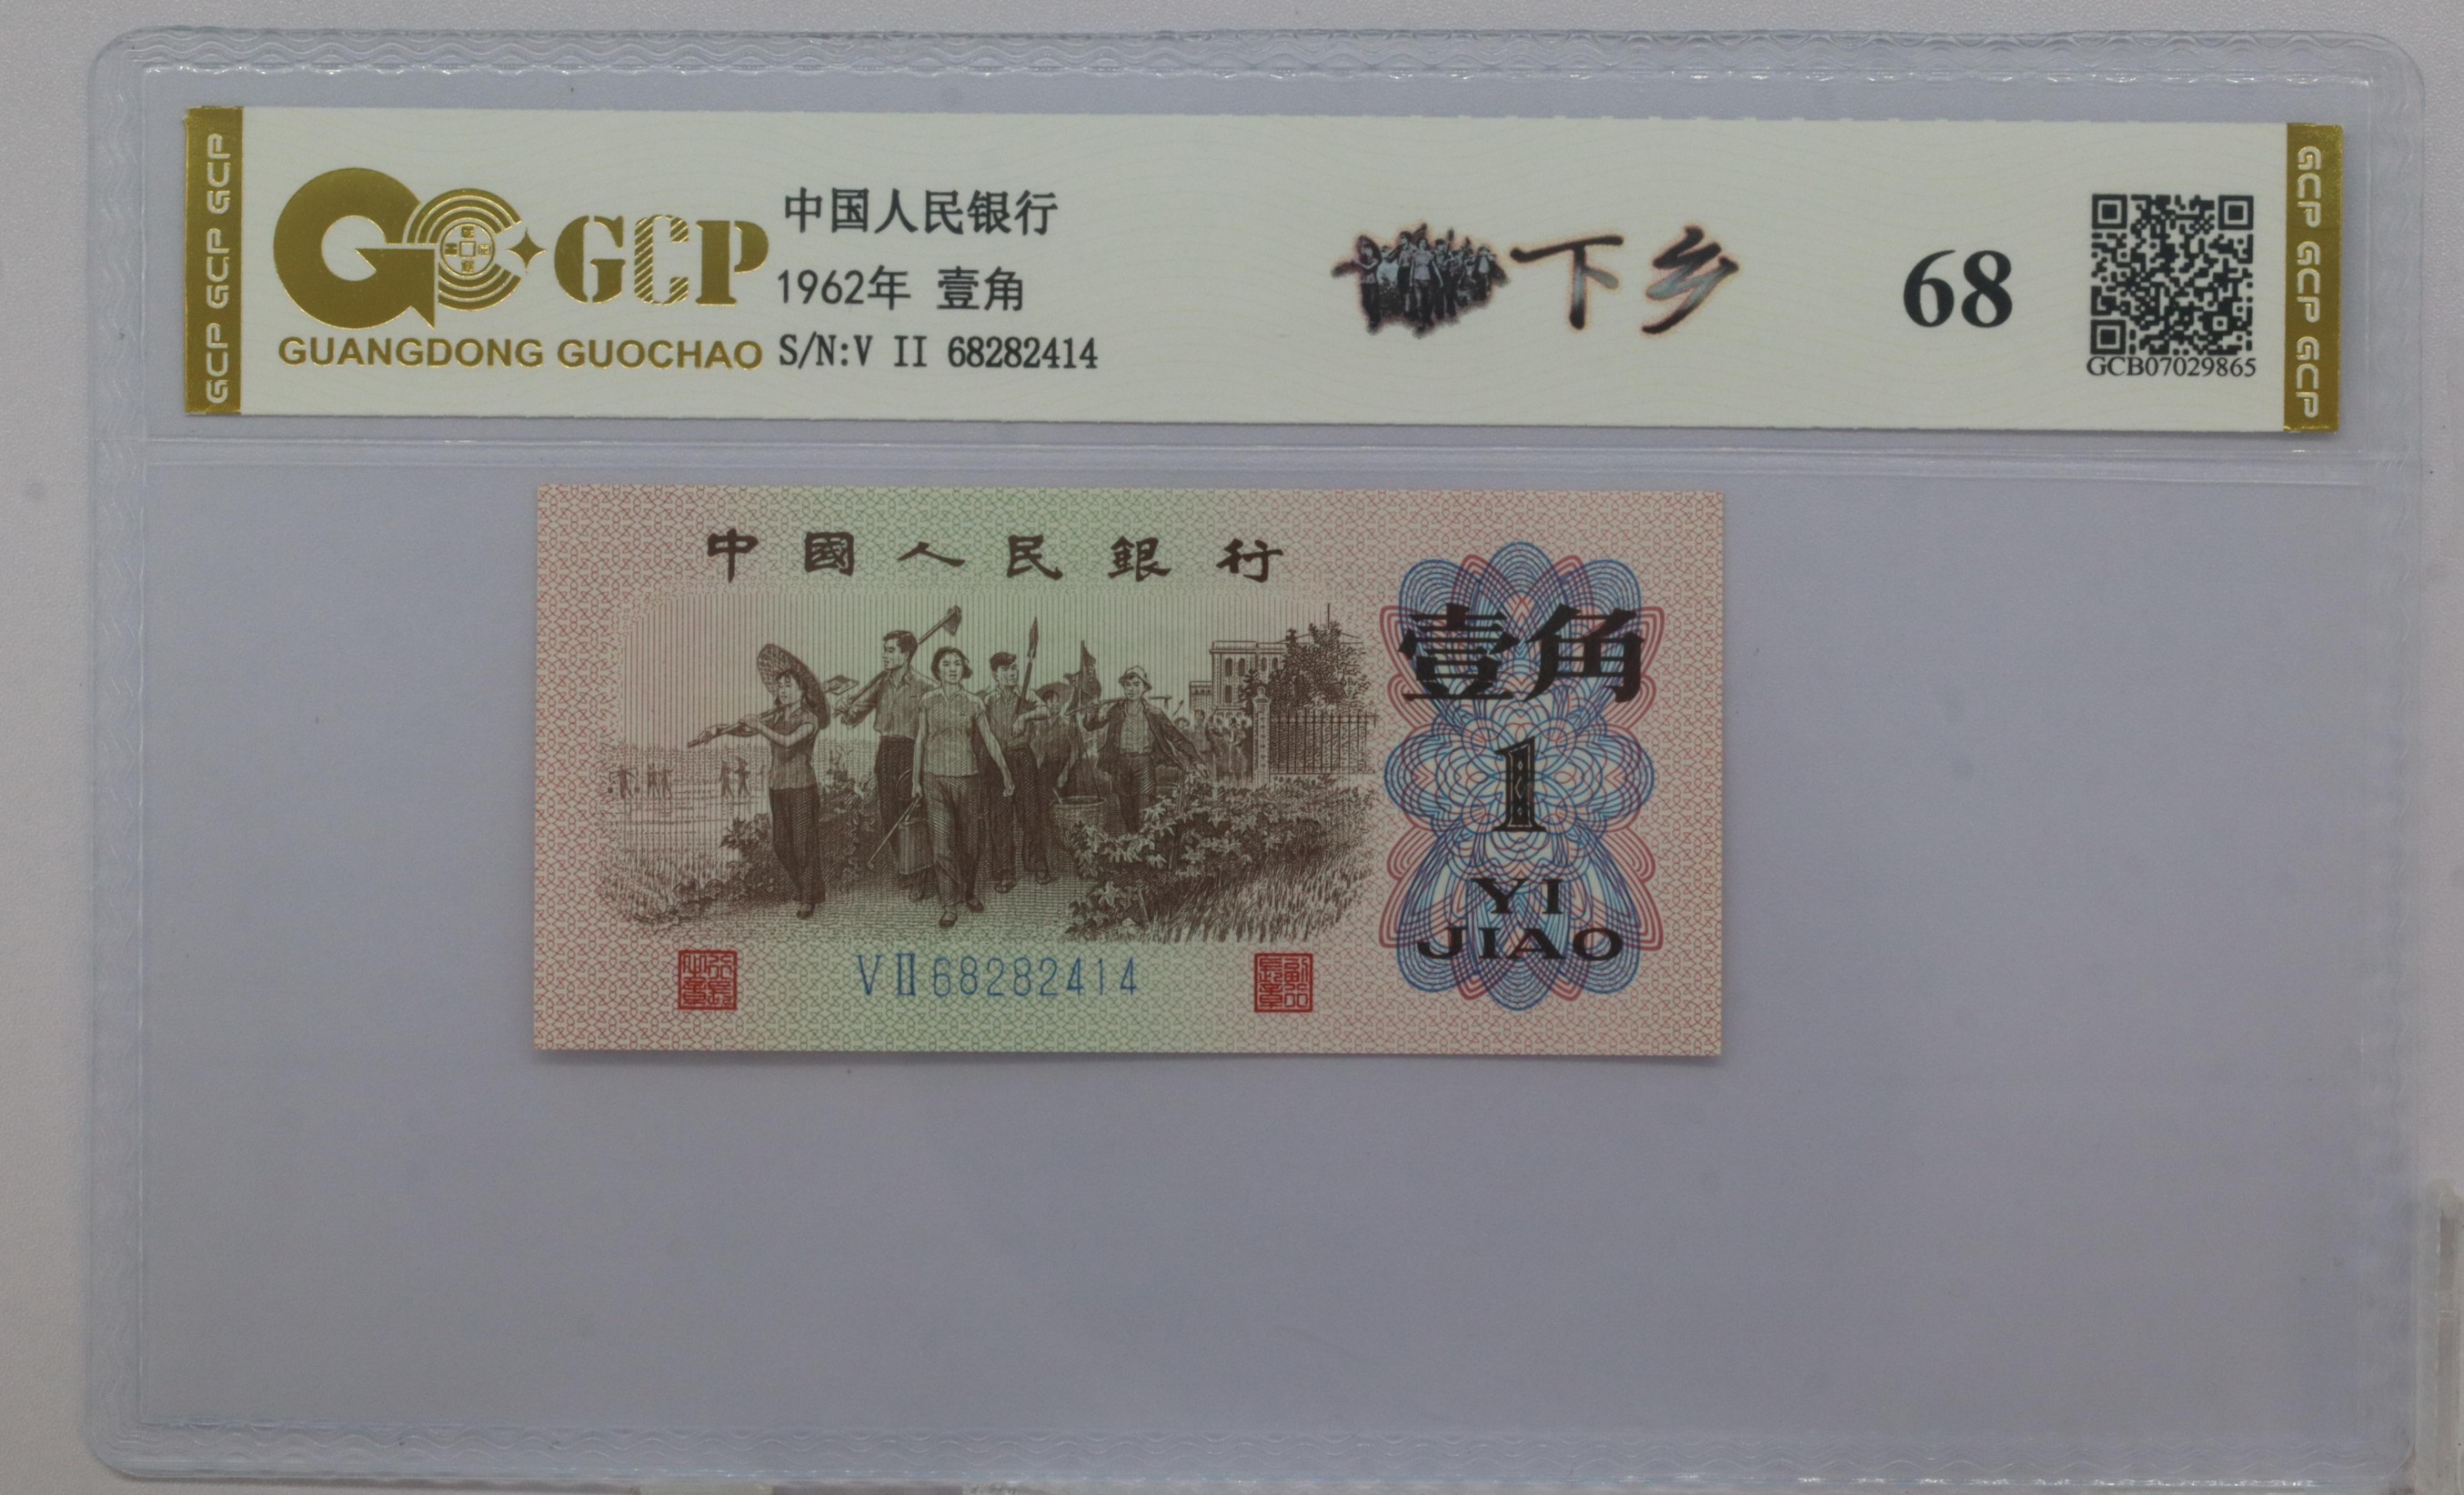 GCP GCP GCP
GCP
GUANGDONG GUOCHAO
中国人民银行
1962年 壹角
S/N:V II 68282414
下乡
68
GCB07029865
GCP GCP GCP
中國人民銀行
壹角
1
YI
JIAO
V II 68282414